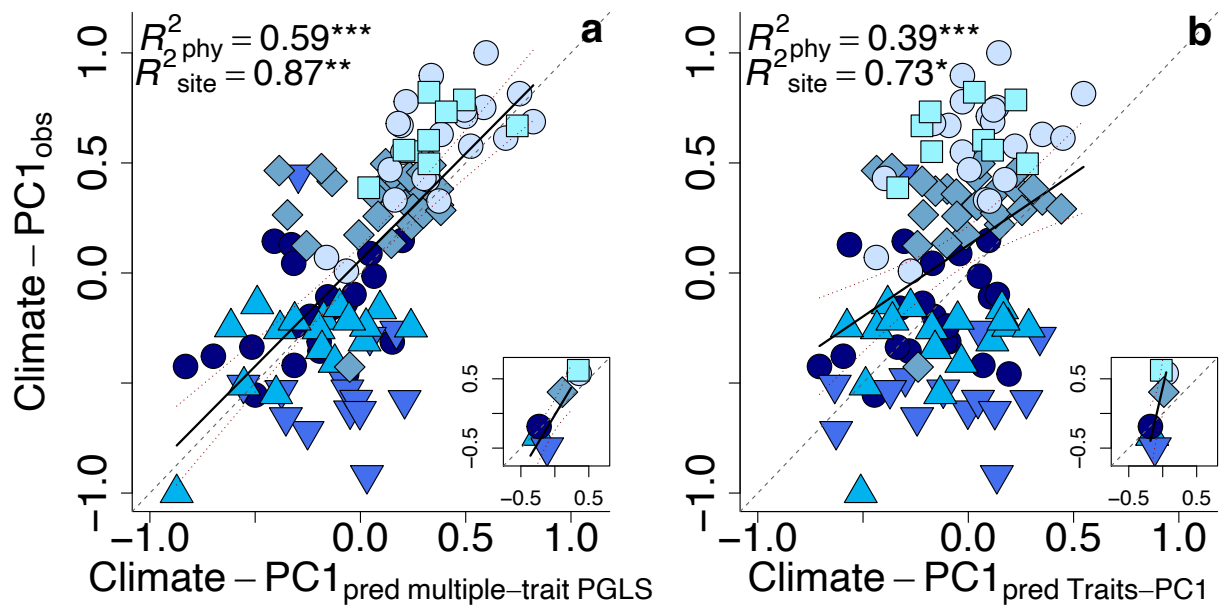 a
R²phy = 0.59***
R²site = 0.87**
Climate – PC1obs
1.0
0.5
0.0
−1.0
−1.0
0.0
0.5
1.0
0.5
−0.5
−0.5
0.5
Climate – PC1pred multiple−trait PGLS
b
R²phy = 0.39***
R²site = 0.73*
1.0
0.5
0.0
−1.0
−1.0
0.0
0.5
1.0
0.5
−0.5
−0.5
0.5
Climate – PC1pred Traits−PC1